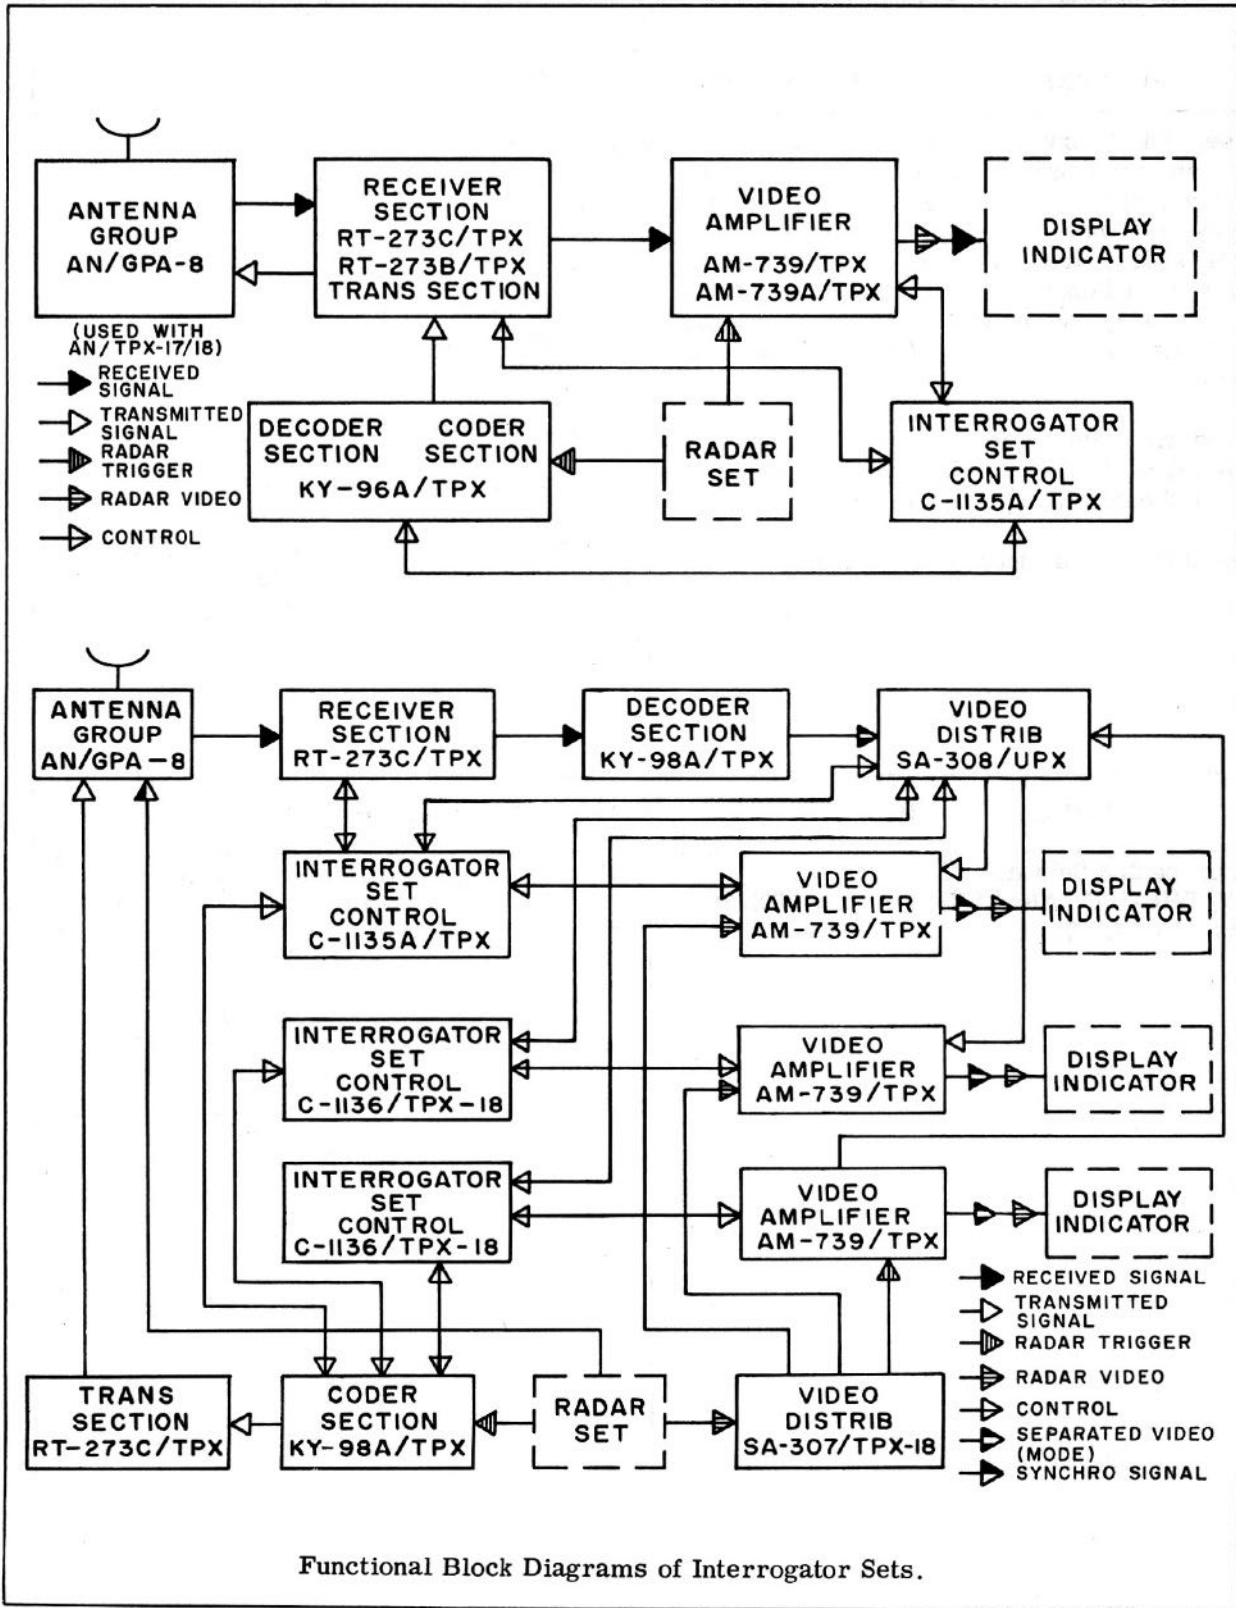 ANTENNA
GROUP
AN/GPA-8
(USED WITH
AN/TPX-17/18)
RECEIVER
SECTION
RT-273C/TPX
RT-273B/TPX
TRANS SECTION
VIDEO
AMPLIFIER
AM-739/TPX
AM-739A/TPX
DISPLAY
INDICATOR
RECEIVED
SIGNAL
TRANSMITTED
SIGNAL
RADAR
TRIGGER
RADAR VIDEO
CONTROL
DECODER
SECTION
CODER
SECTION
KY-96A/TPX
RADAR
SET
INTERROGATOR
SET
CONTROL
C-1135A/TPX
ANTENNA
GROUP
AN/GPA-8
RECEIVER
SECTION
RT-273C/TPX
DECODER
SECTION
KY-98A/TPX
VIDEO
DISTRIB
SA-308/UPX
INTERROGATOR
SET
CONTROL
C-1135A/TPX
VIDEO
AMPLIFIER
AM-739/TPX
DISPLAY
INDICATOR
INTERROGATOR
SET
CONTROL
C-1136/TPX-18
VIDEO
AMPLIFIER
AM-739/TPX
DISPLAY
INDICATOR
INTERROGATOR
SET
CONTROL
C-1136/TPX-18
VIDEO
AMPLIFIER
AM-739/TPX
DISPLAY
INDICATOR
TRANS
SECTION
RT-273C/TPX
CODER
SECTION
KY-98A/TPX
RADAR
SET
VIDEO
DISTRIB
SA-307/TPX-18
RECEIVED SIGNAL
TRANSMITTED
SIGNAL
RADAR TRIGGER
RADAR VIDEO
CONTROL
SEPARATED VIDEO
(MODE)
SYNCHRO SIGNAL
Functional Block Diagrams of Interrogator Sets.